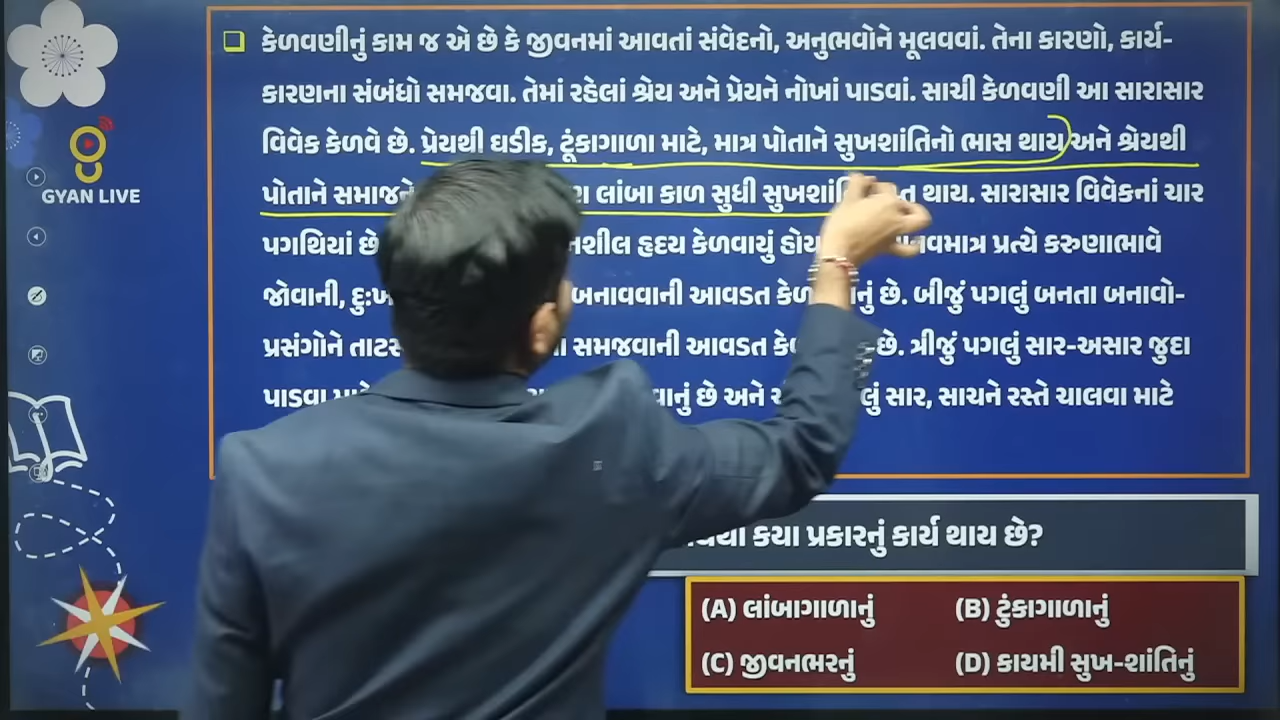 કેળવણીનું કામ જ એ છે કે જીવનમાં આવતાં સંવેદનો, અનુભવોને મૂલવવાં. તેના કારણો, કાર્ય-
કારણના સંબંધો સમજવા. તેમાં રહેલાં શ્રેય અને પ્રેયને નોખાં પાડવાં. સાચી કેળવણી આ સારાસાર
વિવેક કેળવે છે. પ્રેયથી ઘડીક, ટૂંકાગાળા માટે, માત્ર પોતાને સુખશાંતિનો ભાસ થાય અને શ્રેયથી
GYAN LIVE
પોતાને સમાજને લાંબા કાળ સુધી થાય. સારાસાર વિવેકનાં ચાર
પગથિયાં હૃદય કેળવાયું પ્રત્યે કરુણાભાવે
જોવાની, બનાવવાની આવડત છે. બીજું પગલું બનતા બનાવો-
પ્રસંગોને સમજવાની આવડત છે. ત્રીજું પગલું સાર-અસાર જુદા
પાડવા છે અને સાર, સાચને રસ્તે ચાલવા માટે
કયા પ્રકારનું કાર્ય થાય છે?
(A) લાંબાગાળાનું (B) ટુંકાગાળાનું
(C) જીવનભરનું (D) કાયમી સુખ-શાંતિનું